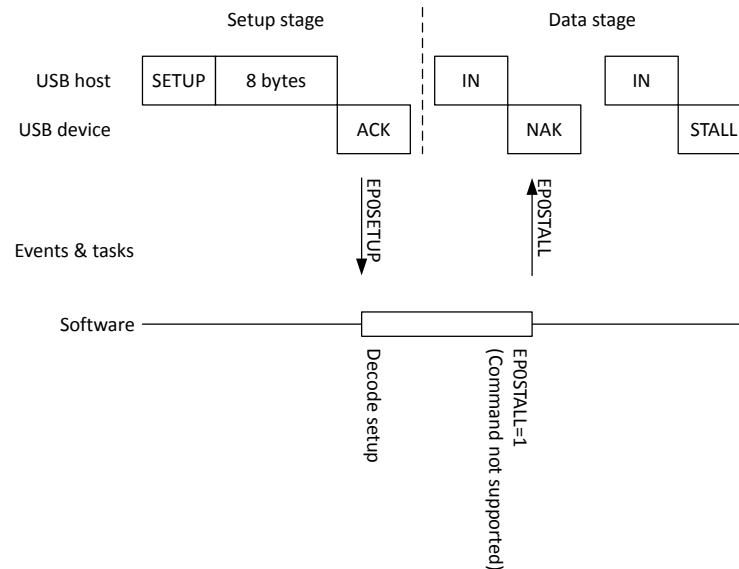 Setup stage
Data stage
USB host
SETUP
8 bytes
IN
IN
USB device
ACK
NAK
STALL
EP0SETUP
EP0STALL
Events & tasks
Software
Decode setup
EP0STALL=1
(Command not supported)